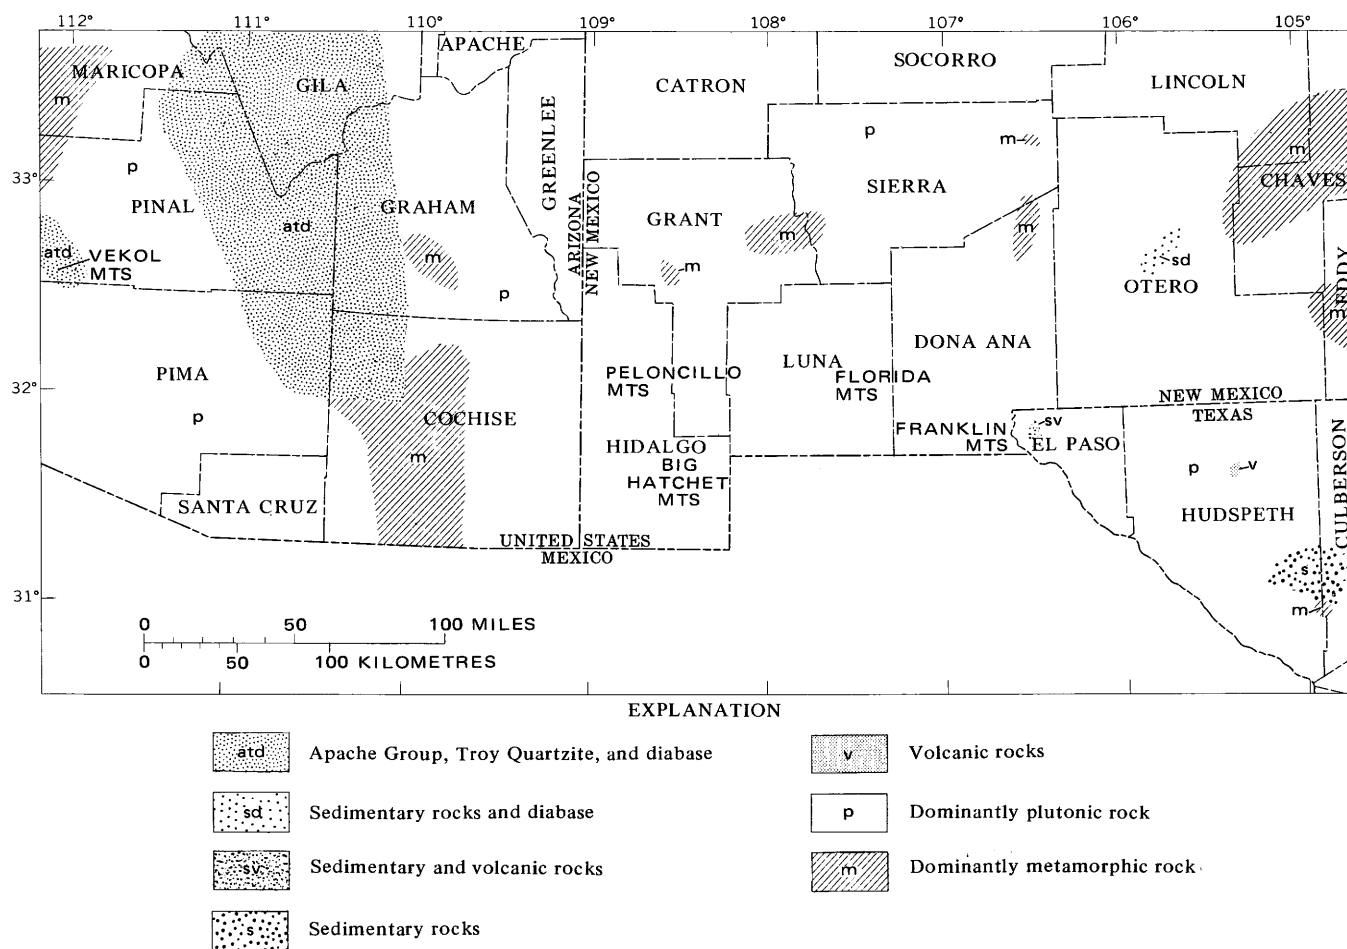 112° 111° 110° 109° 108° 107° 106° 105°
APACHE
SOCORRO
MARICOPA
GILA
CATRON
LINCOLN
m
GREENLEE
p
m
m
33°
p
ARIZONA
NEW MEXICO
SIERRA
CHAVES
PINAL
GRAHAM
GRANT
atd
m
m
atd
VEKOL
MTS
m
m
sd
EDDY
p
OTERO
m
DONA ANA
PIMA
PELONCILLO
MTS
LUNA
FLORIDA
MTS
32°
NEW MEXICO
TEXAS
p
COCHISE
FRANKLIN
MTS
sv
EL PASO
HIDALGO
m
BIG
HATCHET
MTS
p
v
CULBERSON
SANTA CRUZ
HUDSPETH
UNITED STATES
MEXICO
s
31°
m
0 50 100 MILES
0 50 100 KILOMETRES
EXPLANATION
atd Apache Group, Troy Quartzite, and diabase
sd Sedimentary rocks and diabase
sv Sedimentary and volcanic rocks
s Sedimentary rocks
v Volcanic rocks
p Dominantly plutonic rock
m Dominantly metamorphic rock